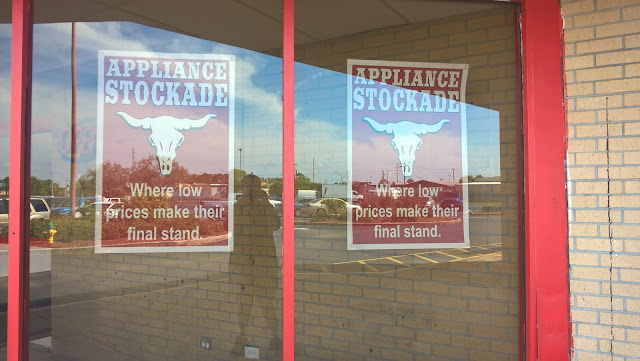 APPLIANCE
STOCKADE
Where low
prices make their
final stand.
APPLIANCE
STOCKADE
Where low
prices make their
final stand.